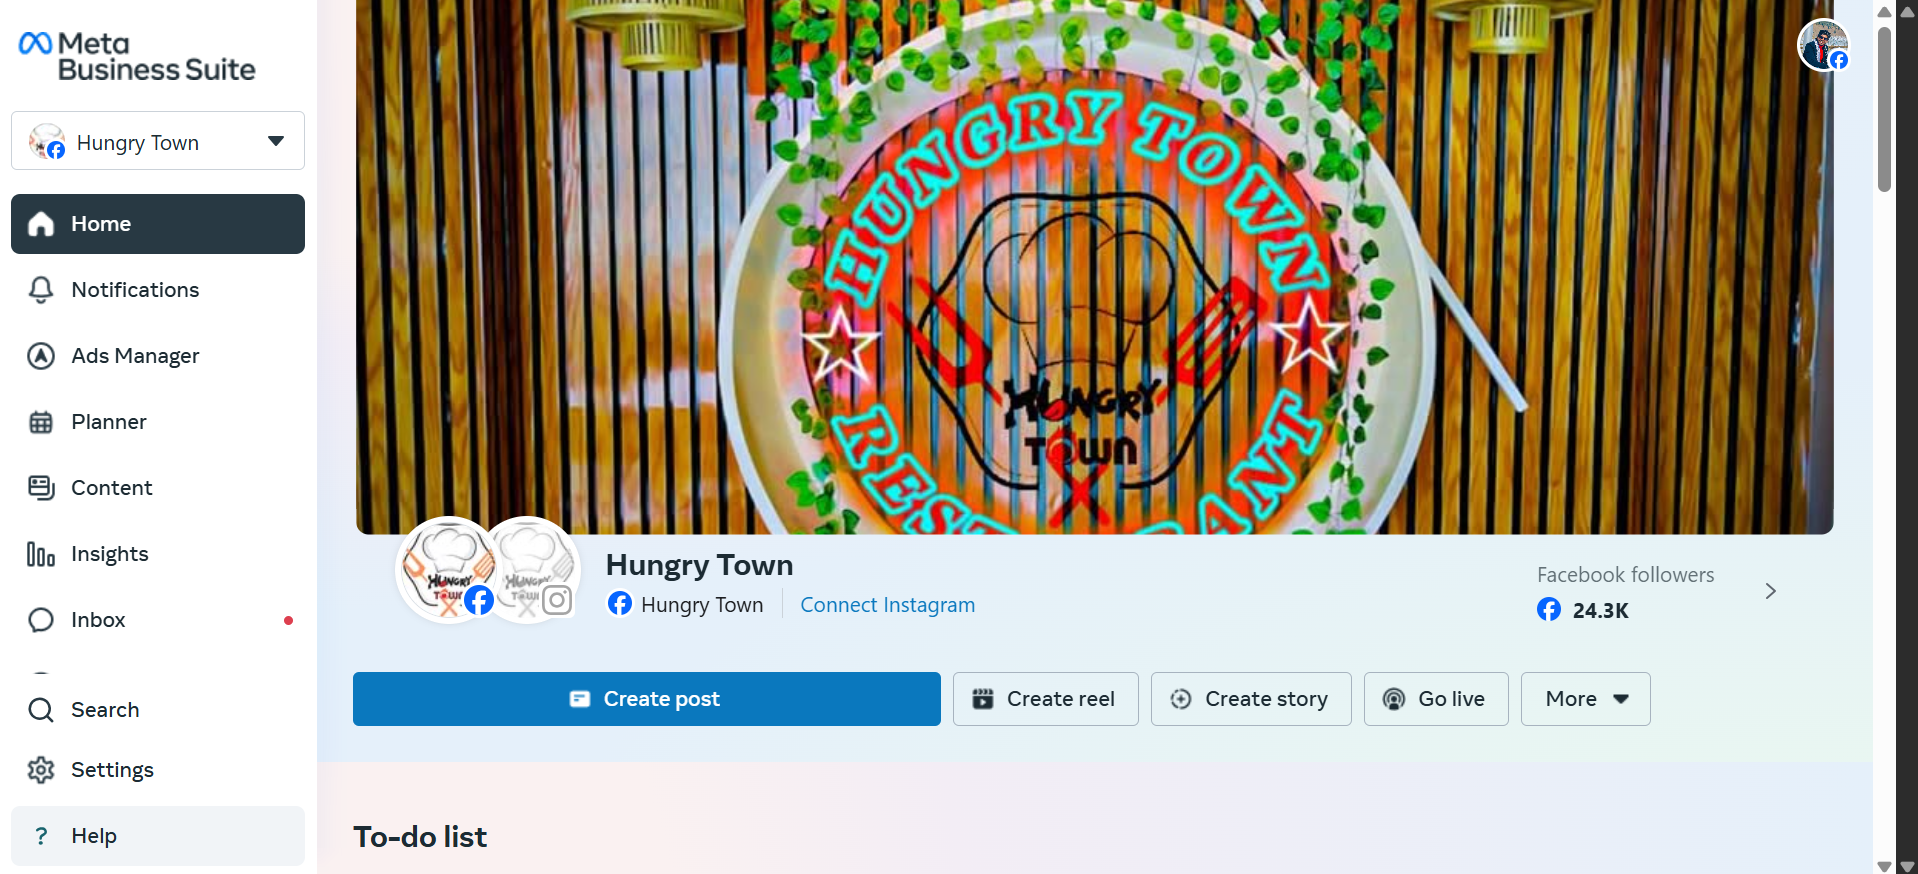 Meta
Business Suite
Hungry Town
Home
Notifications
Ads Manager
Planner
Content
Insights
Inbox
Search
Settings
? Help
HUNGRY TOWN
HUNGRY
TOWN
HUNGRY
TOWN
Hungry Town
Hungry Town
Connect Instagram
Facebook followers
24.3K
Create post
Create reel
Create story
Go live
More
To-do list